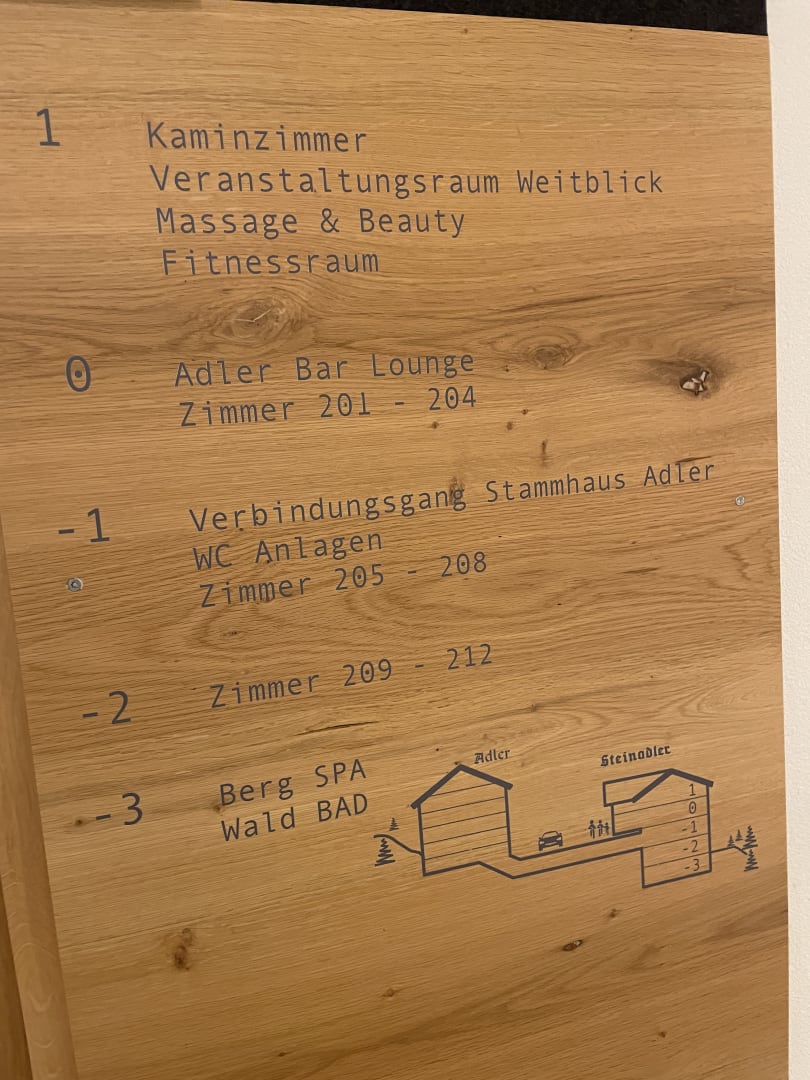 1 Kaminzimmer
Veranstaltungsraum Weitblick
Massage & Beauty
Fitnessraum
0 Adler Bar Lounge
Zimmer 201 - 204
-1 Verbindungsgang Stammhaus Adler
WC Anlagen
Zimmer 205 - 208
-2 Zimmer 209 - 212
-3 Berg SPA
Wald BAD
Adler
Steinadler
1
0
-1
-2
-3